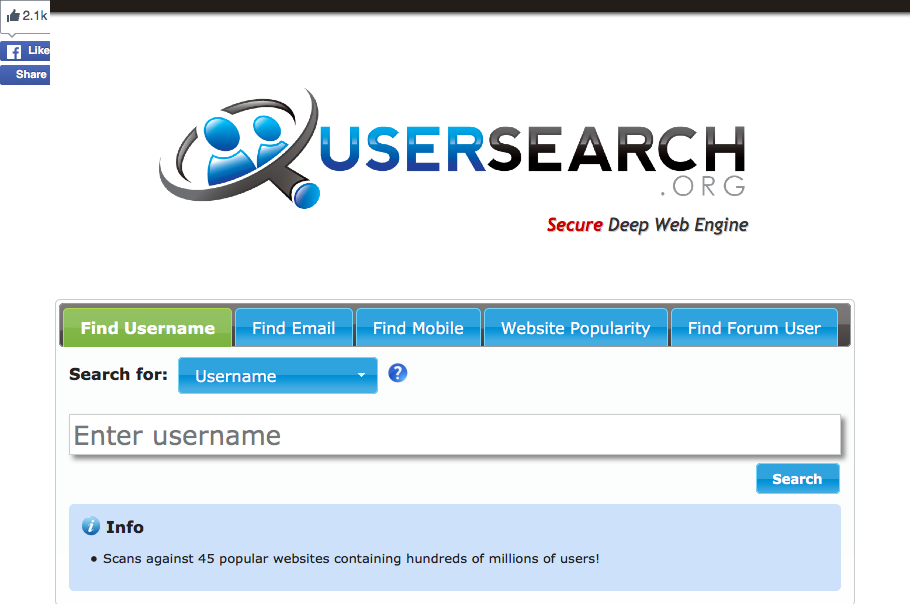 2.1k
Like
Share
USERSEARCH
.ORG
Secure Deep Web Engine
Find Username Find Email Find Mobile Website Popularity Find Forum User
Search for: Username ?
Enter username
Search
i Info
• Scans against 45 popular websites containing hundreds of millions of users!